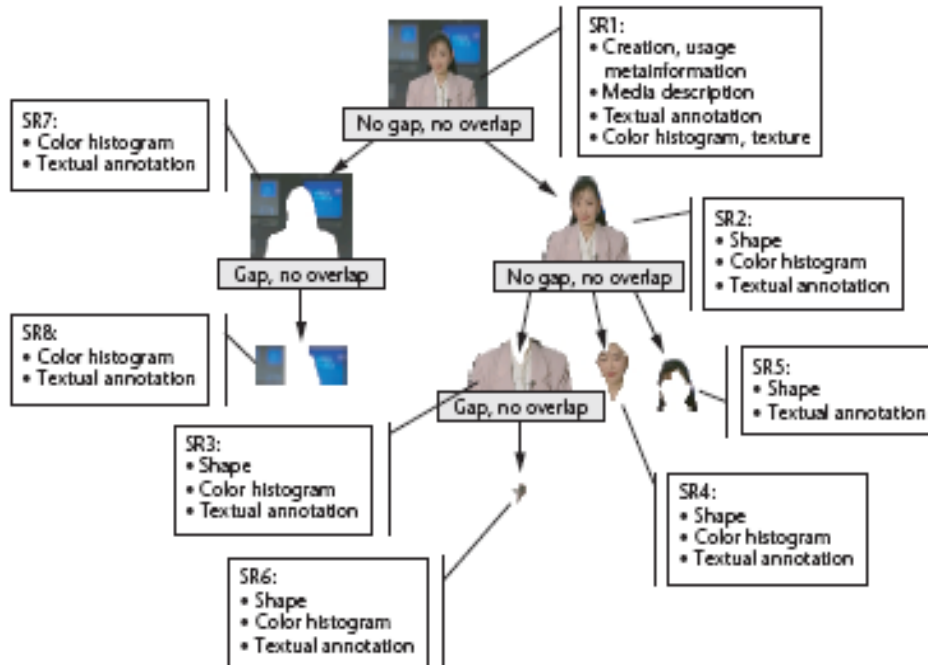 SR1:
• Creation, usage
metainformation
• Media description
• Textual annotation
• Color histogram, texture
No gap, no overlap
SR7:
• Color histogram
• Textual annotation
Gap, no overlap
SR2:
• Shape
• Color histogram
• Textual annotation
No gap, no overlap
SR8:
• Color histogram
• Textual annotation
SR5:
• Shape
• Textual annotation
Gap, no overlap
SR3:
• Shape
• Color histogram
• Textual annotation
SR4:
• Shape
• Color histogram
• Textual annotation
SR6:
• Shape
• Color histogram
• Textual annotation